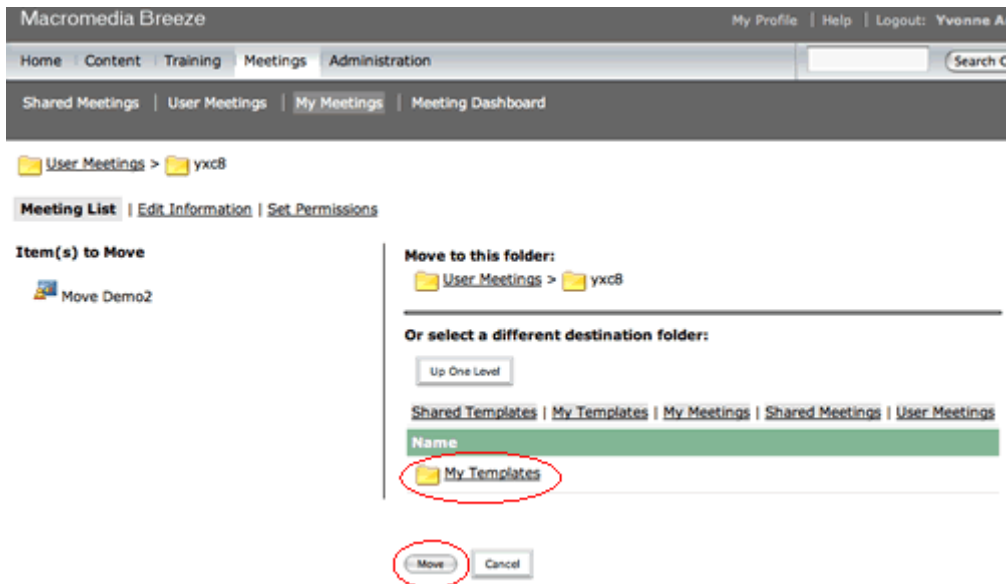 Macromedia Breeze
My Profile | Help | Logout: Yvonne
Home Content Training Meetings Administration
Search
Shared Meetings | User Meetings | My Meetings | Meeting Dashboard
User Meetings > yxc8
Meeting List | Edit Information | Set Permissions
Item(s) to Move
Move Demo2
Move to this folder:
User Meetings > yxc8
Or select a different destination folder:
Up One Level
Shared Templates | My Templates | My Meetings | Shared Meetings | User Meetings
Name
My Templates
Move Cancel